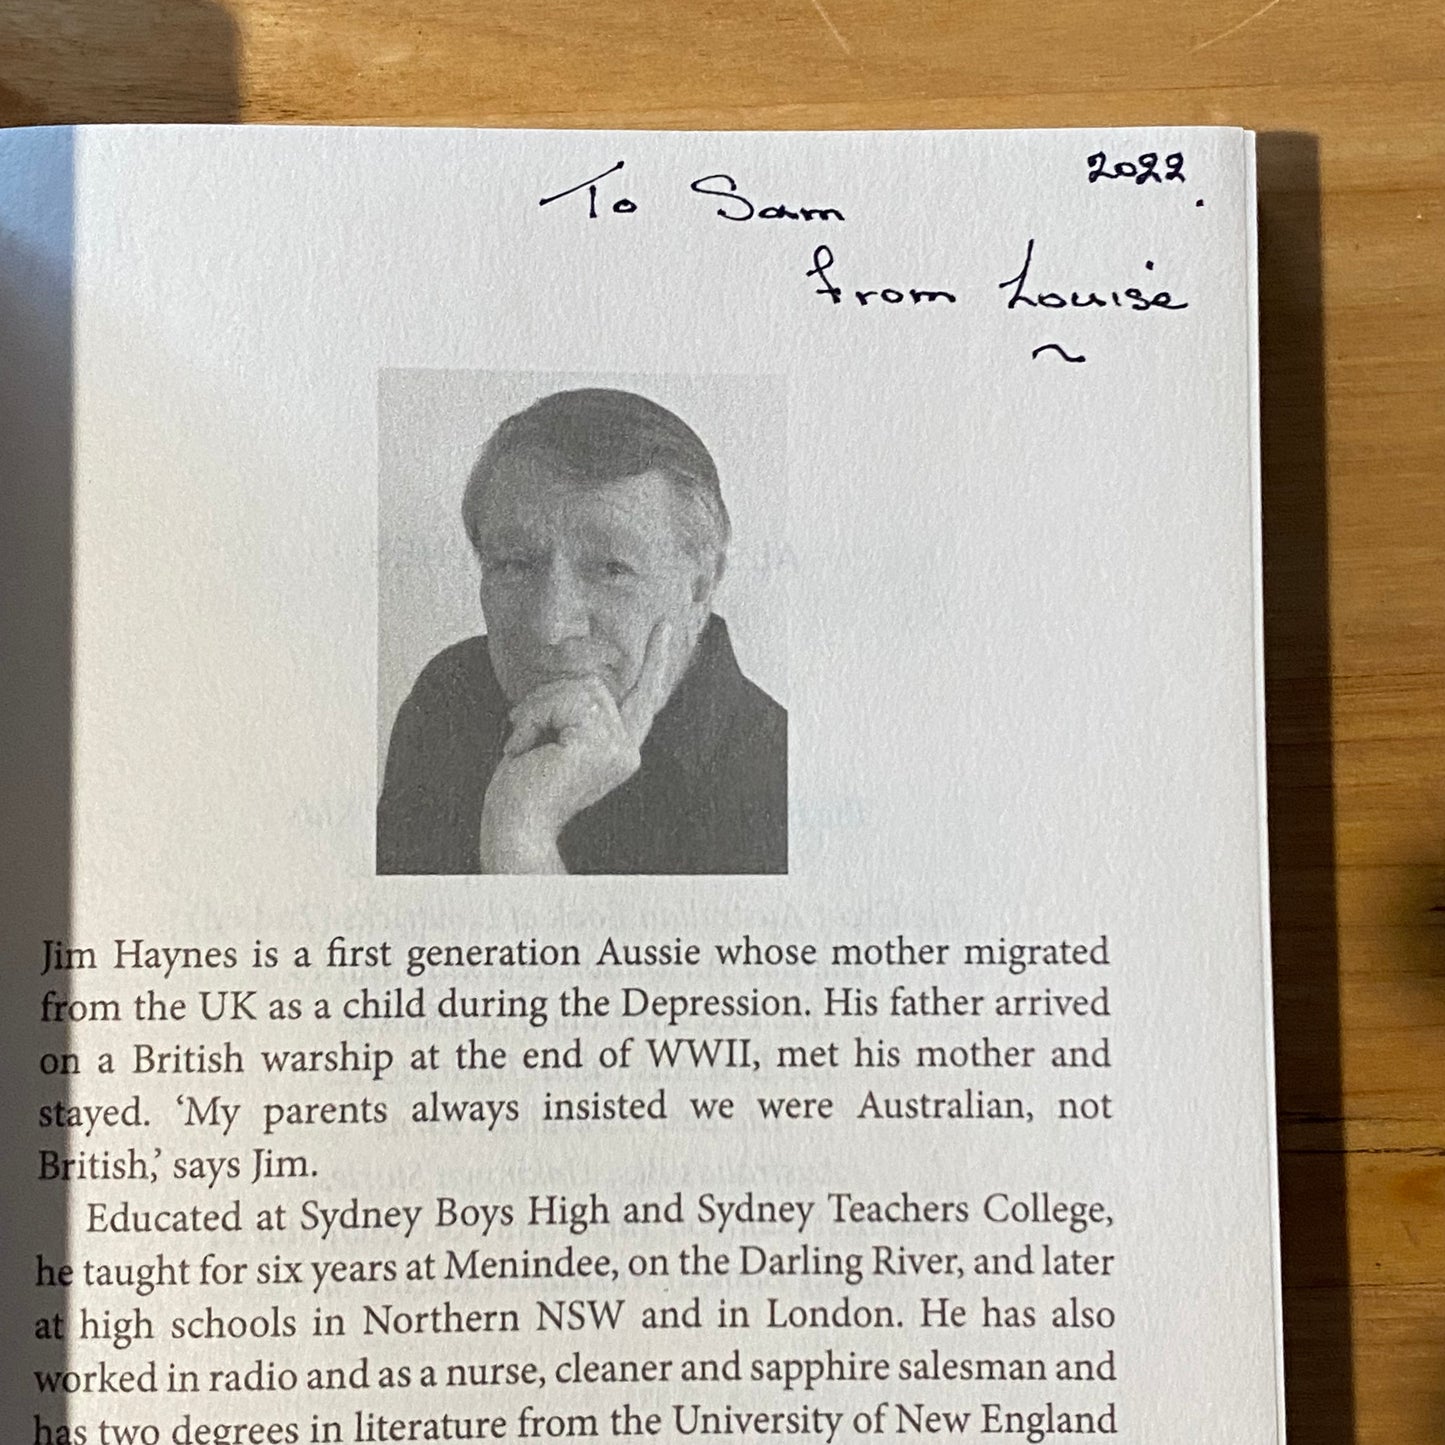 2022.
To Sam
from Louise
~
Jim Haynes is a first generation Aussie whose mother migrated
from the UK as a child during the Depression. His father arrived
on a British warship at the end of WWII, met his mother and
stayed. ‘My parents always insisted we were Australian, not
British,’ says Jim.
Educated at Sydney Boys High and Sydney Teachers College,
he taught for six years at Menindee, on the Darling River, and later
at high schools in Northern NSW and in London. He has also
worked in radio and as a nurse, cleaner and sapphire salesman and
has two degrees in literature from the University of New England